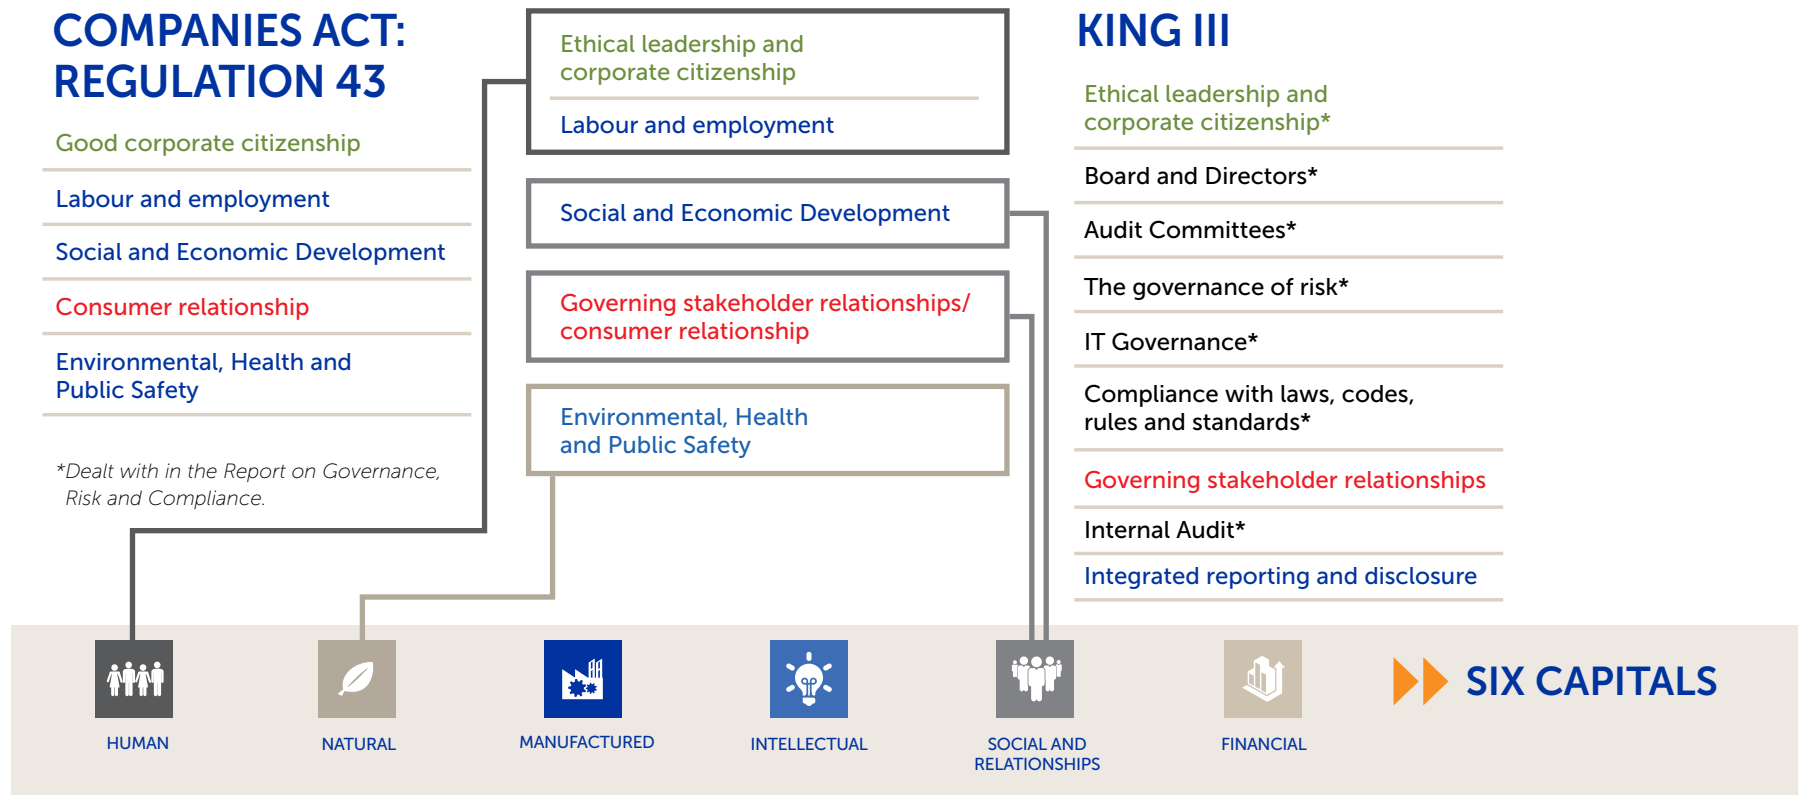 COMPANIES ACT:
REGULATION 43
Good corporate citizenship
Labour and employment
Social and Economic Development
Consumer relationship
Environmental, Health and
Public Safety
*Dealt with in the Report on Governance,
Risk and Compliance.
Ethical leadership and
corporate citizenship
Labour and employment
Social and Economic Development
Governing stakeholder relationships/
consumer relationship
Environmental, Health
and Public Safety
KING III
Ethical leadership and
corporate citizenship*
Board and Directors*
Audit Committees*
The governance of risk*
IT Governance*
Compliance with laws, codes,
rules and standards*
Governing stakeholder relationships
Internal Audit*
Integrated reporting and disclosure
HUMAN
NATURAL
MANUFACTURED
INTELLECTUAL
SOCIAL AND
RELATIONSHIPS
FINANCIAL
SIX CAPITALS